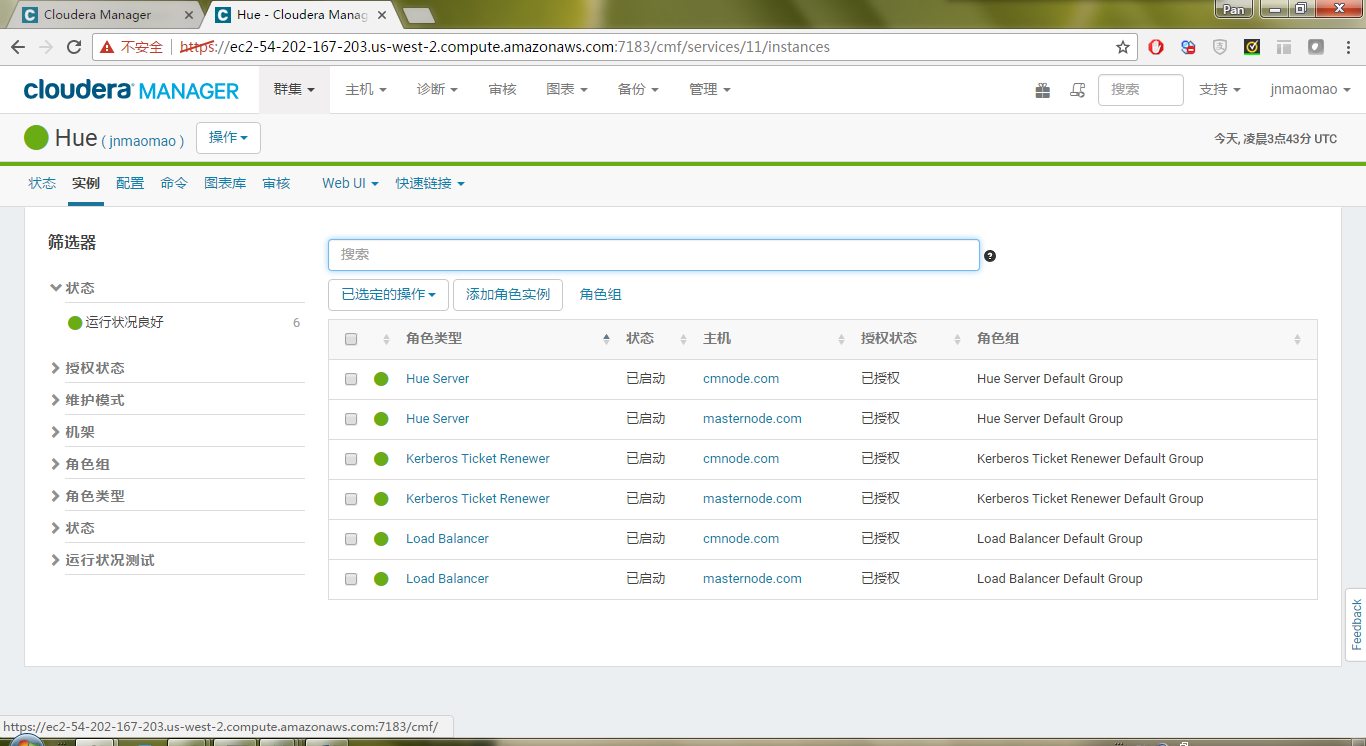 Cloudera Manager
Hue - Cloudera Manag
Pan
不安全 https://ec2-54-202-167-203.us-west-2.compute.amazonaws.com:7183/cmf/services/11/instances
cloudera MANAGER 群集 主机 诊断 审核 图表 备份 管理 搜索 支持 jnmaomao
Hue ( jnmaomao ) 操作 今天, 凌晨3点43分 UTC
状态 实例 配置 命令 图表库 审核 Web UI 快速链接
筛选器
状态
运行状况良好 6
授权状态
维护模式
机架
角色组
角色类型
状态
运行状况测试
搜索
已选定的操作 添加角色实例 角色组
角色类型 状态 主机 授权状态 角色组
Hue Server 已启动 cmnode.com 已授权 Hue Server Default Group
Hue Server 已启动 masternode.com 已授权 Hue Server Default Group
Kerberos Ticket Renewer 已启动 cmnode.com 已授权 Kerberos Ticket Renewer Default Group
Kerberos Ticket Renewer 已启动 masternode.com 已授权 Kerberos Ticket Renewer Default Group
Load Balancer 已启动 cmnode.com 已授权 Load Balancer Default Group
Load Balancer 已启动 masternode.com 已授权 Load Balancer Default Group
Feedback
https://ec2-54-202-167-203.us-west-2.compute.amazonaws.com:7183/cmf/